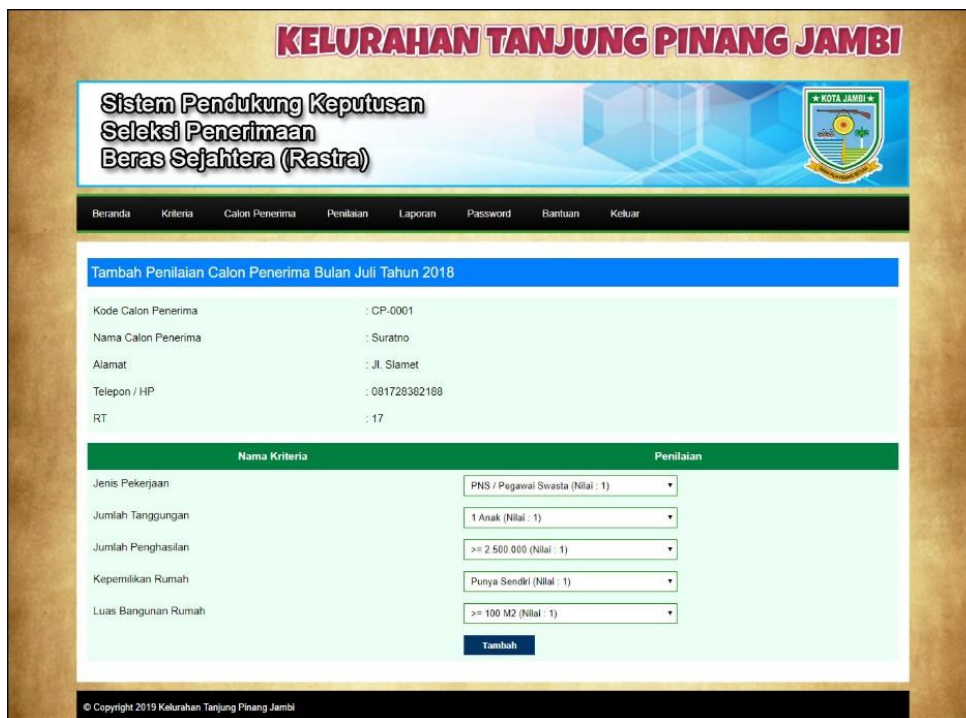 KELURAHAN TANJUNG PINANG JAMBI
Sistem Pendukung Keputusan
Seleksi Penerimaan
Beras Sejahtera (Rastra)
★ KOTA JAMBI ★
Beranda Kriteria Calon Penerima Penilaian Laporan Password Bantuan Keluar
Tambah Penilaian Calon Penerima Bulan Juli Tahun 2018
Kode Calon Penerima : CP-0001
Nama Calon Penerima : Suratno
Alamat : Jl. Slamet
Telepon / HP : 081728382188
RT : 17
Nama Kriteria Penilaian
Jenis Pekerjaan PNS / Pegawai Swasta (Nilai : 1)
Jumlah Tanggungan 1 Anak (Nilai : 1)
Jumlah Penghasilan >= 2.500.000 (Nilai : 1)
Kepemilikan Rumah Punya Sendiri (Nilai : 1)
Luas Bangunan Rumah >= 100 M2 (Nilai : 1)
Tambah
© Copyright 2019 Kelurahan Tanjung Pinang Jambi